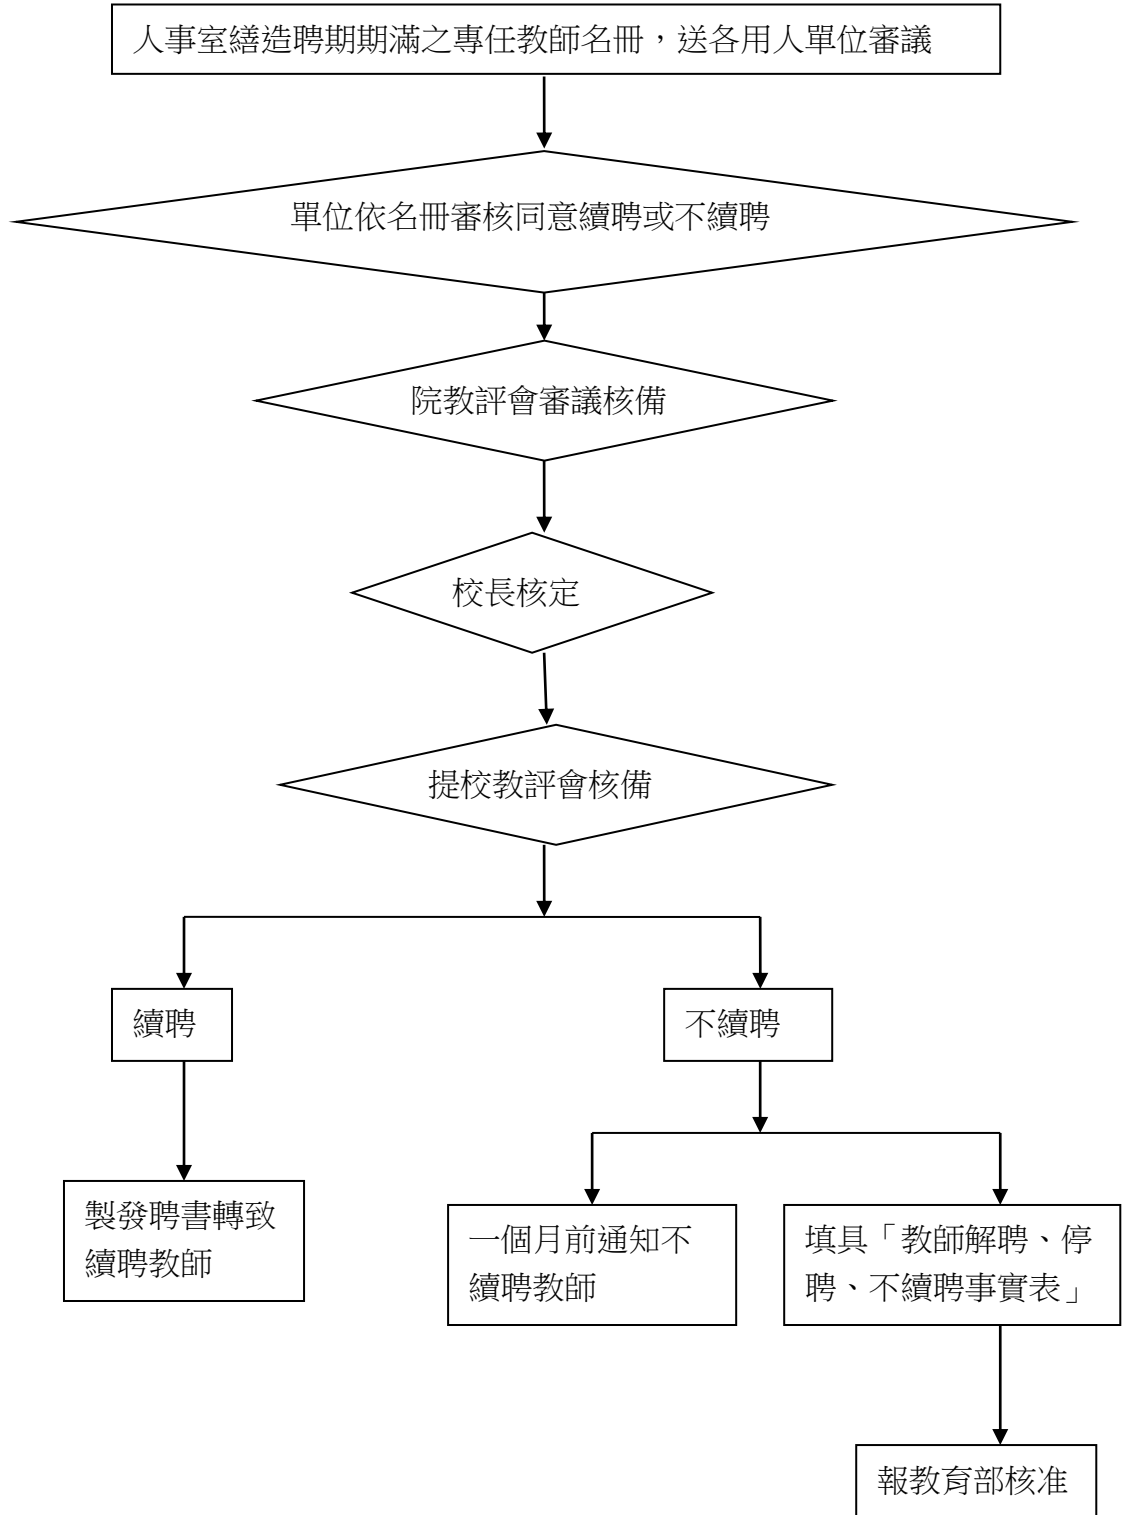 人事室繕造聘期期滿之專任教師名冊，送各用人單位審議
單位依名冊審核同意續聘或不續聘
院教評會審議核備
校長核定
提校教評會核備
續聘
不續聘
製發聘書轉致
續聘教師
一個月前通知不
續聘教師
填具「教師解聘、停
聘、不續聘事實表」
報教育部核准